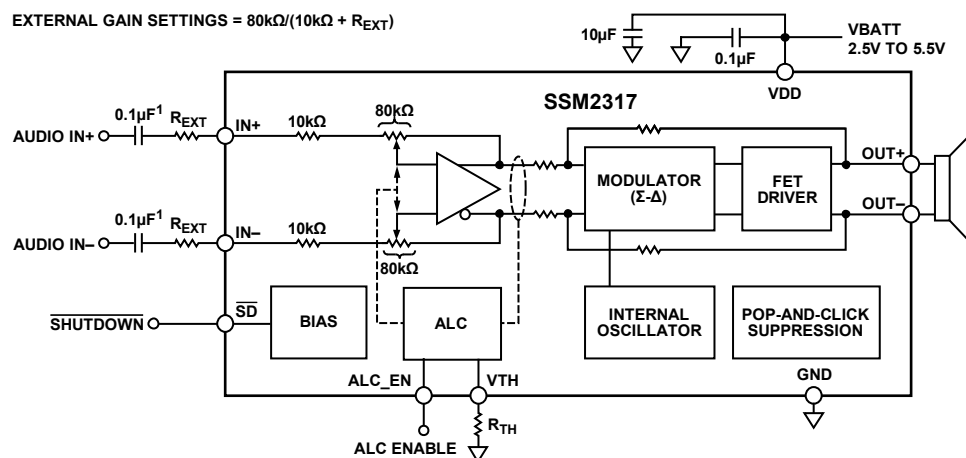 EXTERNAL GAIN SETTINGS = 80kΩ/(10kΩ + REXT)
10µF
0.1µF
VBATT
2.5V TO 5.5V
VDD
SSM2317
0.1µF1
REXT
AUDIO IN+
IN+
10kΩ
80kΩ
MODULATOR
(Σ-Δ)
FET
DRIVER
OUT+
OUT–
0.1µF1
REXT
AUDIO IN–
IN–
10kΩ
80kΩ
SHUTDOWN
SD
BIAS
ALC
INTERNAL
OSCILLATOR
POP-AND-CLICK
SUPPRESSION
ALC_EN
VTH
GND
RTH
ALC ENABLE